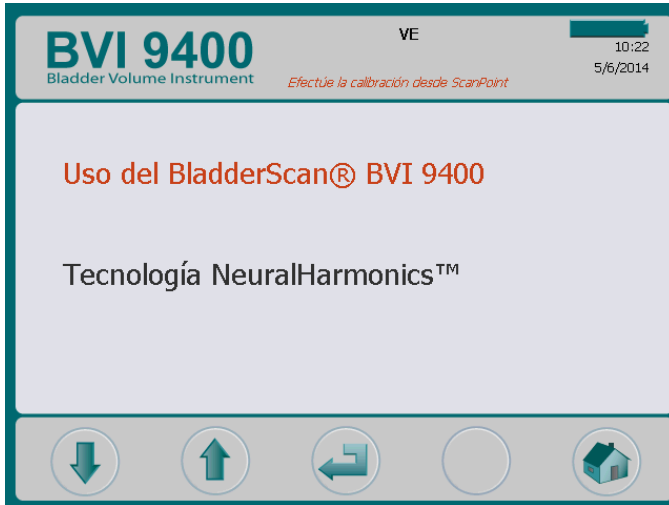 BVI 9400
Bladder Volume Instrument
VE
Efectúe la calibración desde ScanPoint
10:22
5/6/2014
Uso del BladderScan® BVI 9400
Tecnología NeuralHarmonics™